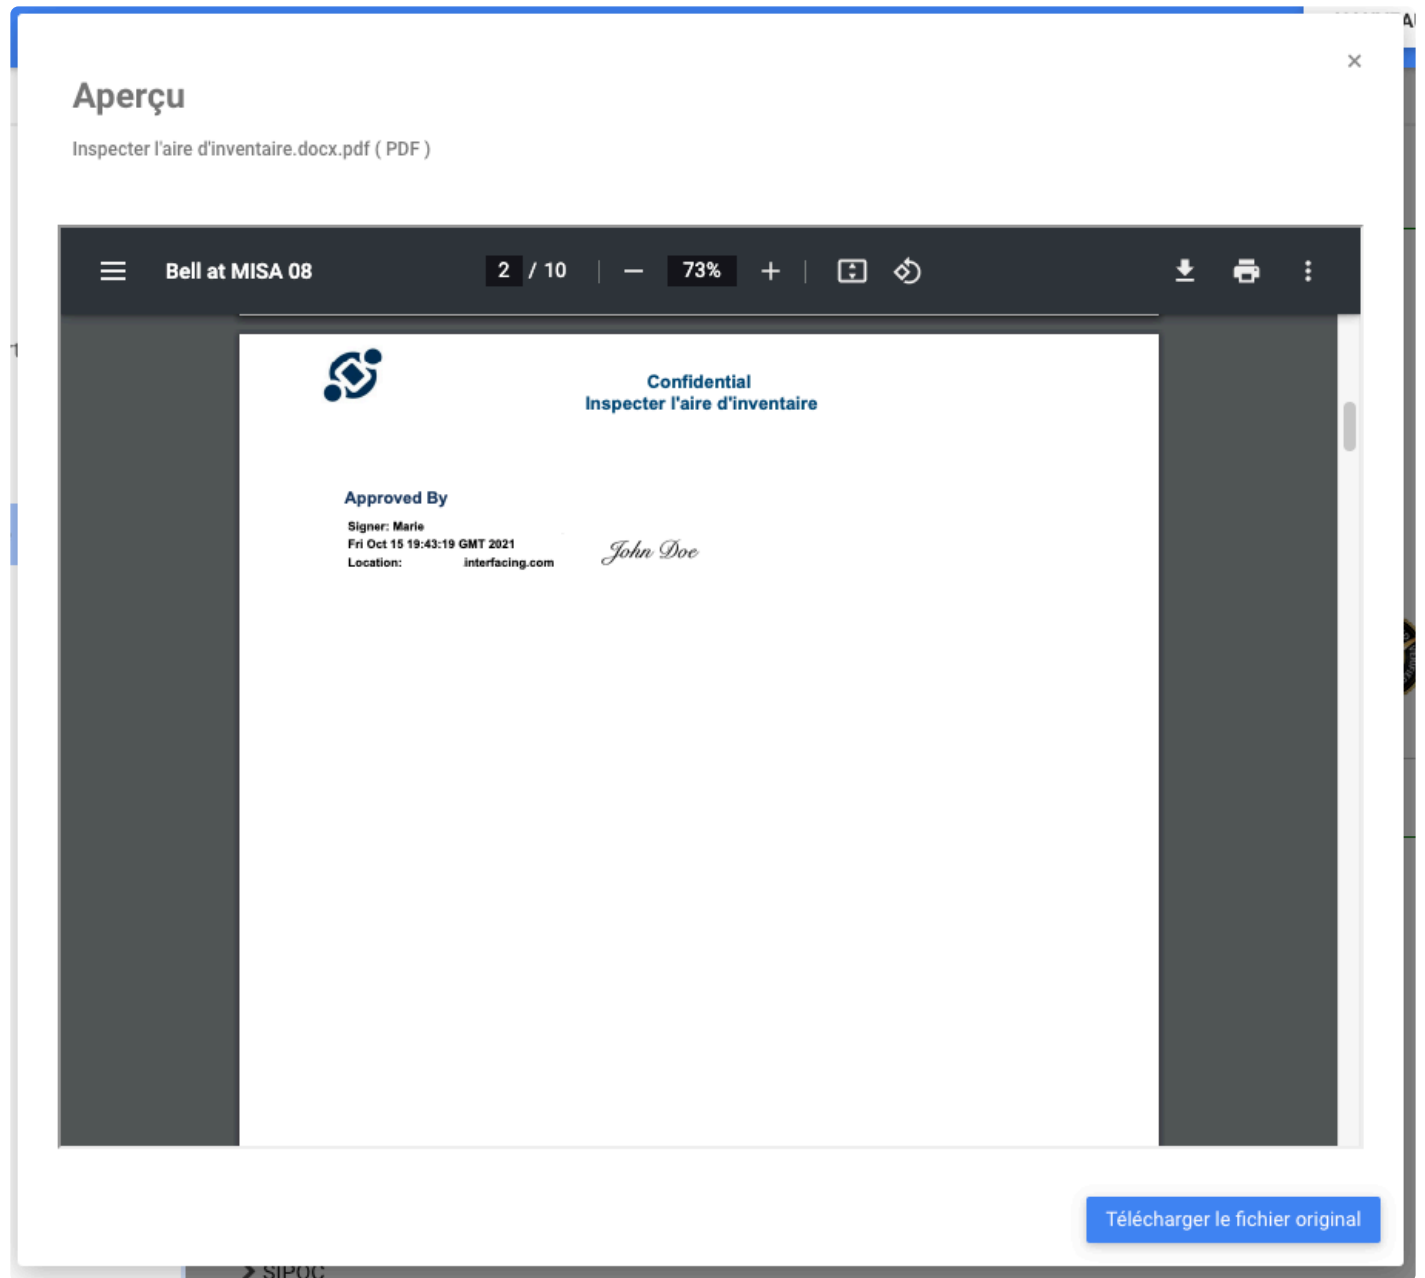 Aperçu
Inspecter l'aire d'inventaire.docx.pdf ( PDF )
Bell at MISA 08
2 / 10
73%
Confidential
Inspecter l'aire d'inventaire
Approved By
Signer: Marie
Fri Oct 15 19:43:19 GMT 2021
Location: interfacing.com
John Doe
Télécharger le fichier original
SIPOC